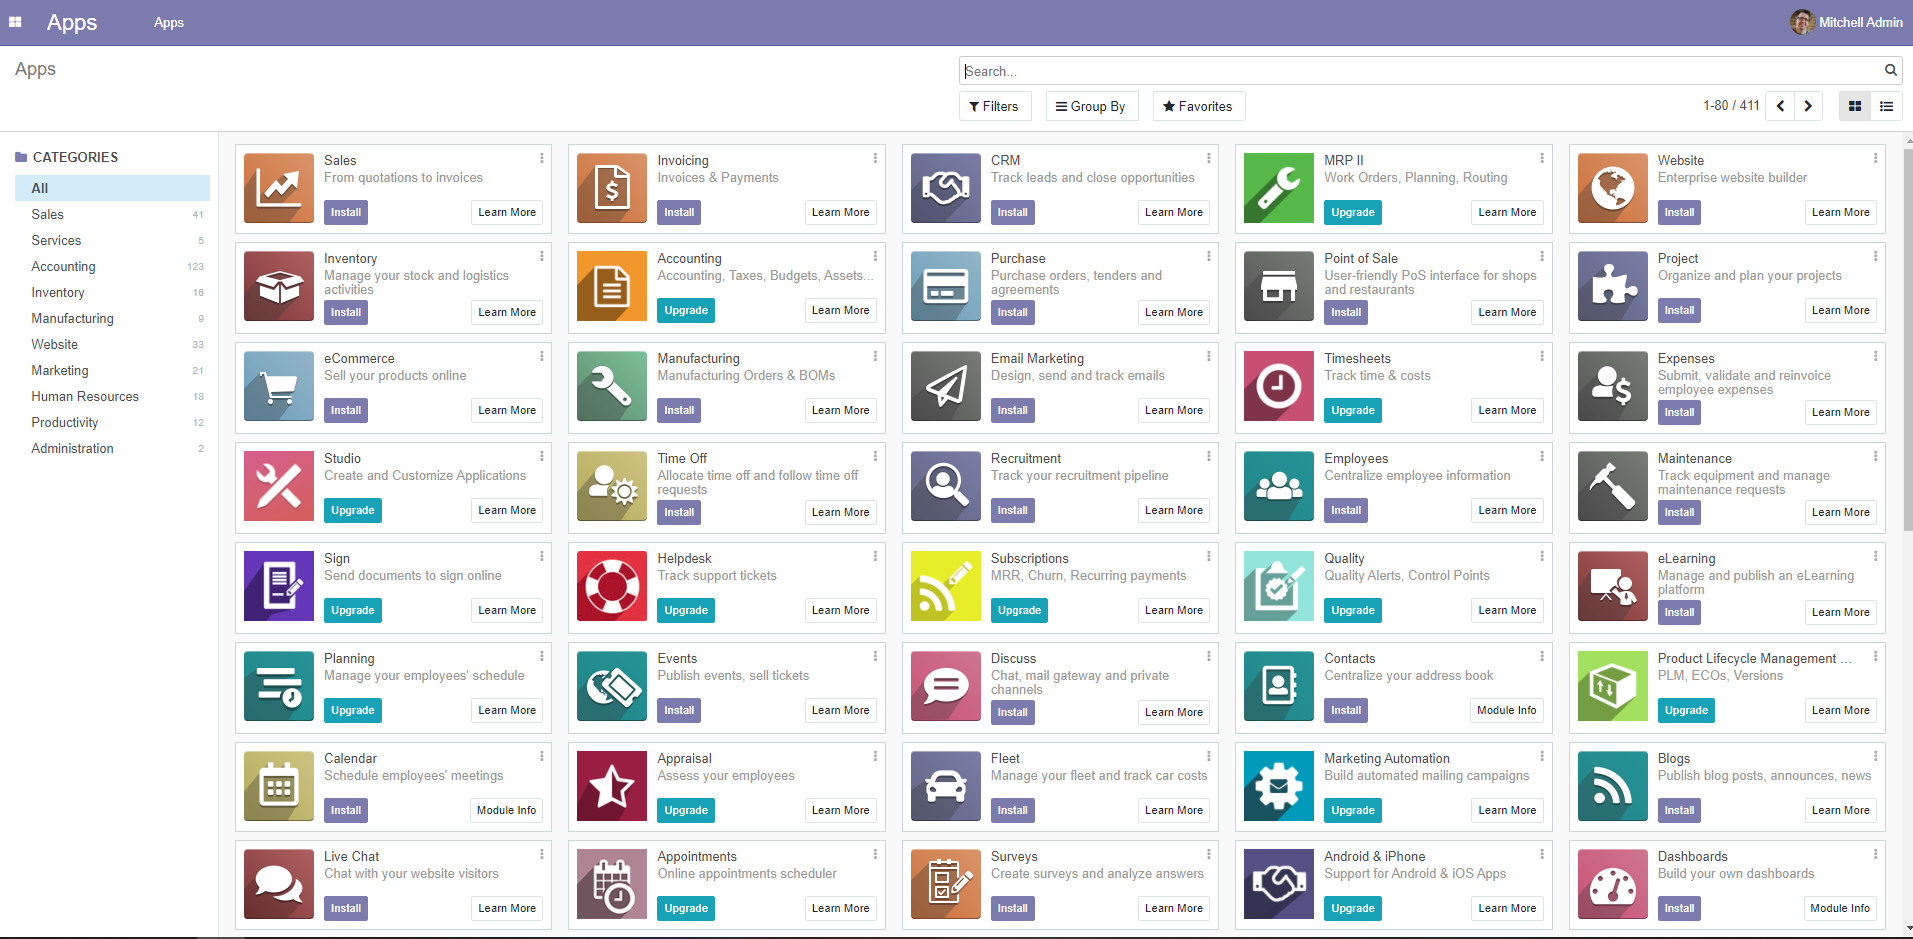 Apps
Apps
Mitchell Admin
Apps
Search...
Filters
Group By
Favorites
1-80 / 411
CATEGORIES
All
Sales 41
Services 5
Accounting 123
Inventory 16
Manufacturing 9
Website 33
Marketing 21
Human Resources 18
Productivity 12
Administration 2
Sales
From quotations to invoices
Install Learn More
Invoicing
Invoices & Payments
Install Learn More
CRM
Track leads and close opportunities
Install Learn More
MRP II
Work Orders, Planning, Routing
Upgrade Learn More
Website
Enterprise website builder
Install Learn More
Inventory
Manage your stock and logistics
activities
Install Learn More
Accounting
Accounting, Taxes, Budgets, Assets...
Upgrade Learn More
Purchase
Purchase orders, tenders and
agreements
Install Learn More
Point of Sale
User-friendly PoS interface for shops
and restaurants
Install Learn More
Project
Organize and plan your projects
Install Learn More
eCommerce
Sell your products online
Install Learn More
Manufacturing
Manufacturing Orders & BOMs
Install Learn More
Email Marketing
Design, send and track emails
Install Learn More
Timesheets
Track time & costs
Upgrade Learn More
Expenses
Submit, validate and reinvoice
employee expenses
Install Learn More
Studio
Create and Customize Applications
Upgrade Learn More
Time Off
Allocate time off and follow time off
requests
Install Learn More
Recruitment
Track your recruitment pipeline
Install Learn More
Employees
Centralize employee information
Install Learn More
Maintenance
Track equipment and manage
maintenance requests
Install Learn More
Sign
Send documents to sign online
Upgrade Learn More
Helpdesk
Track support tickets
Upgrade Learn More
Subscriptions
MRR, Churn, Recurring payments
Upgrade Learn More
Quality
Quality Alerts, Control Points
Upgrade Learn More
eLearning
Manage and publish an eLearning
platform
Install Learn More
Planning
Manage your employees' schedule
Upgrade Learn More
Events
Publish events, sell tickets
Install Learn More
Discuss
Chat, mail gateway and private
channels
Install Learn More
Contacts
Centralize your address book
Install Module Info
Product Lifecycle Management ...
PLM, ECOs, Versions
Upgrade Learn More
Calendar
Schedule employees' meetings
Install Module Info
Appraisal
Assess your employees
Upgrade Learn More
Fleet
Manage your fleet and track car costs
Install Learn More
Marketing Automation
Build automated mailing campaigns
Upgrade Learn More
Blogs
Publish blog posts, announces, news
Install Learn More
Live Chat
Chat with your website visitors
Install Learn More
Appointments
Online appointments scheduler
Upgrade Learn More
Surveys
Create surveys and analyze answers
Install Learn More
Android & iPhone
Support for Android & iOS Apps
Upgrade Learn More
Dashboards
Build your own dashboards
Install Module Info